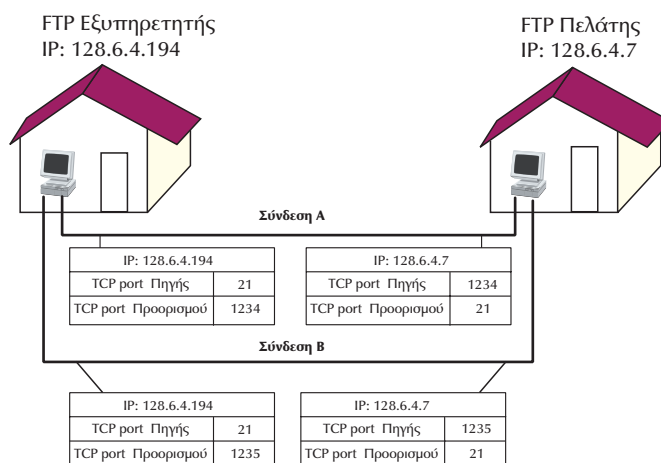 FTP Εξυπηρετητής
IP: 128.6.4.194
FTP Πελάτης
IP: 128.6.4.7
Σύνδεση Α
IP: 128.6.4.194
TCP port Πηγής 21
TCP port Προορισμού 1234
IP: 128.6.4.7
TCP port Πηγής 1234
TCP port Προορισμού 21
Σύνδεση Β
IP: 128.6.4.194
TCP port Πηγής 21
TCP port Προορισμού 1235
IP: 128.6.4.7
TCP port Πηγής 1235
TCP port Προορισμού 21